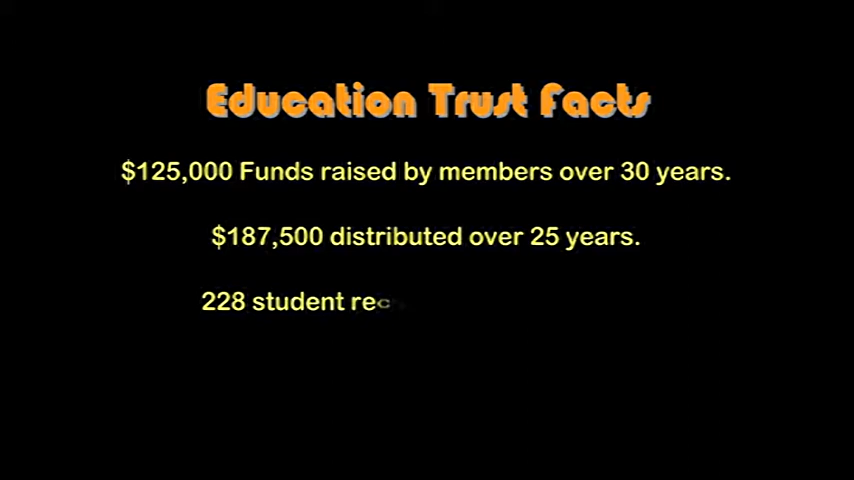 Education Trust Facts
$125,000 Funds raised by members over 30 years.
$187,500 distributed over 25 years.
228 student